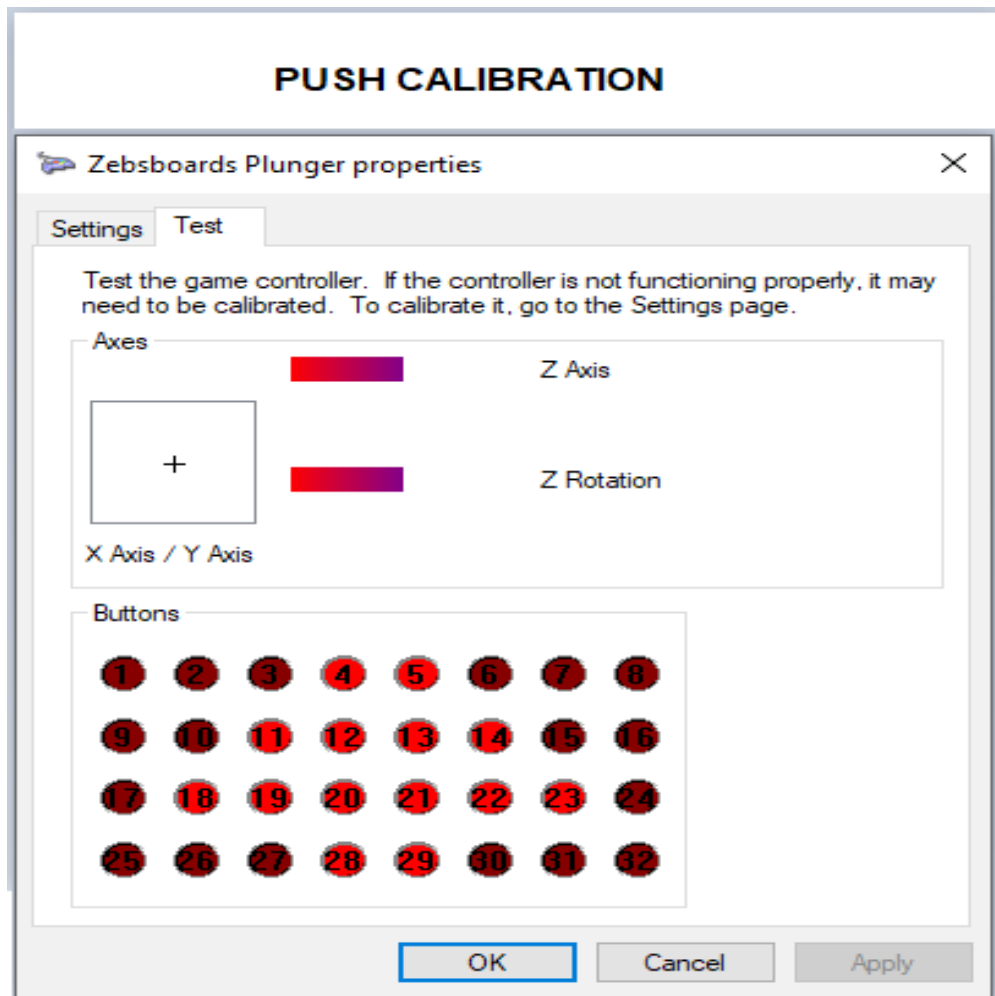 PUSH CALIBRATION
Zebsboards Plunger properties
Settings Test
Test the game controller. If the controller is not functioning properly, it may
need to be calibrated. To calibrate it, go to the Settings page.
Axes
Z Axis
Z Rotation
X Axis / Y Axis
Buttons
1 2 3 4 5 6 7 8
9 10 11 12 13 14 15 16
17 18 19 20 21 22 23 24
25 26 27 28 29 30 31 32
OK Cancel Apply